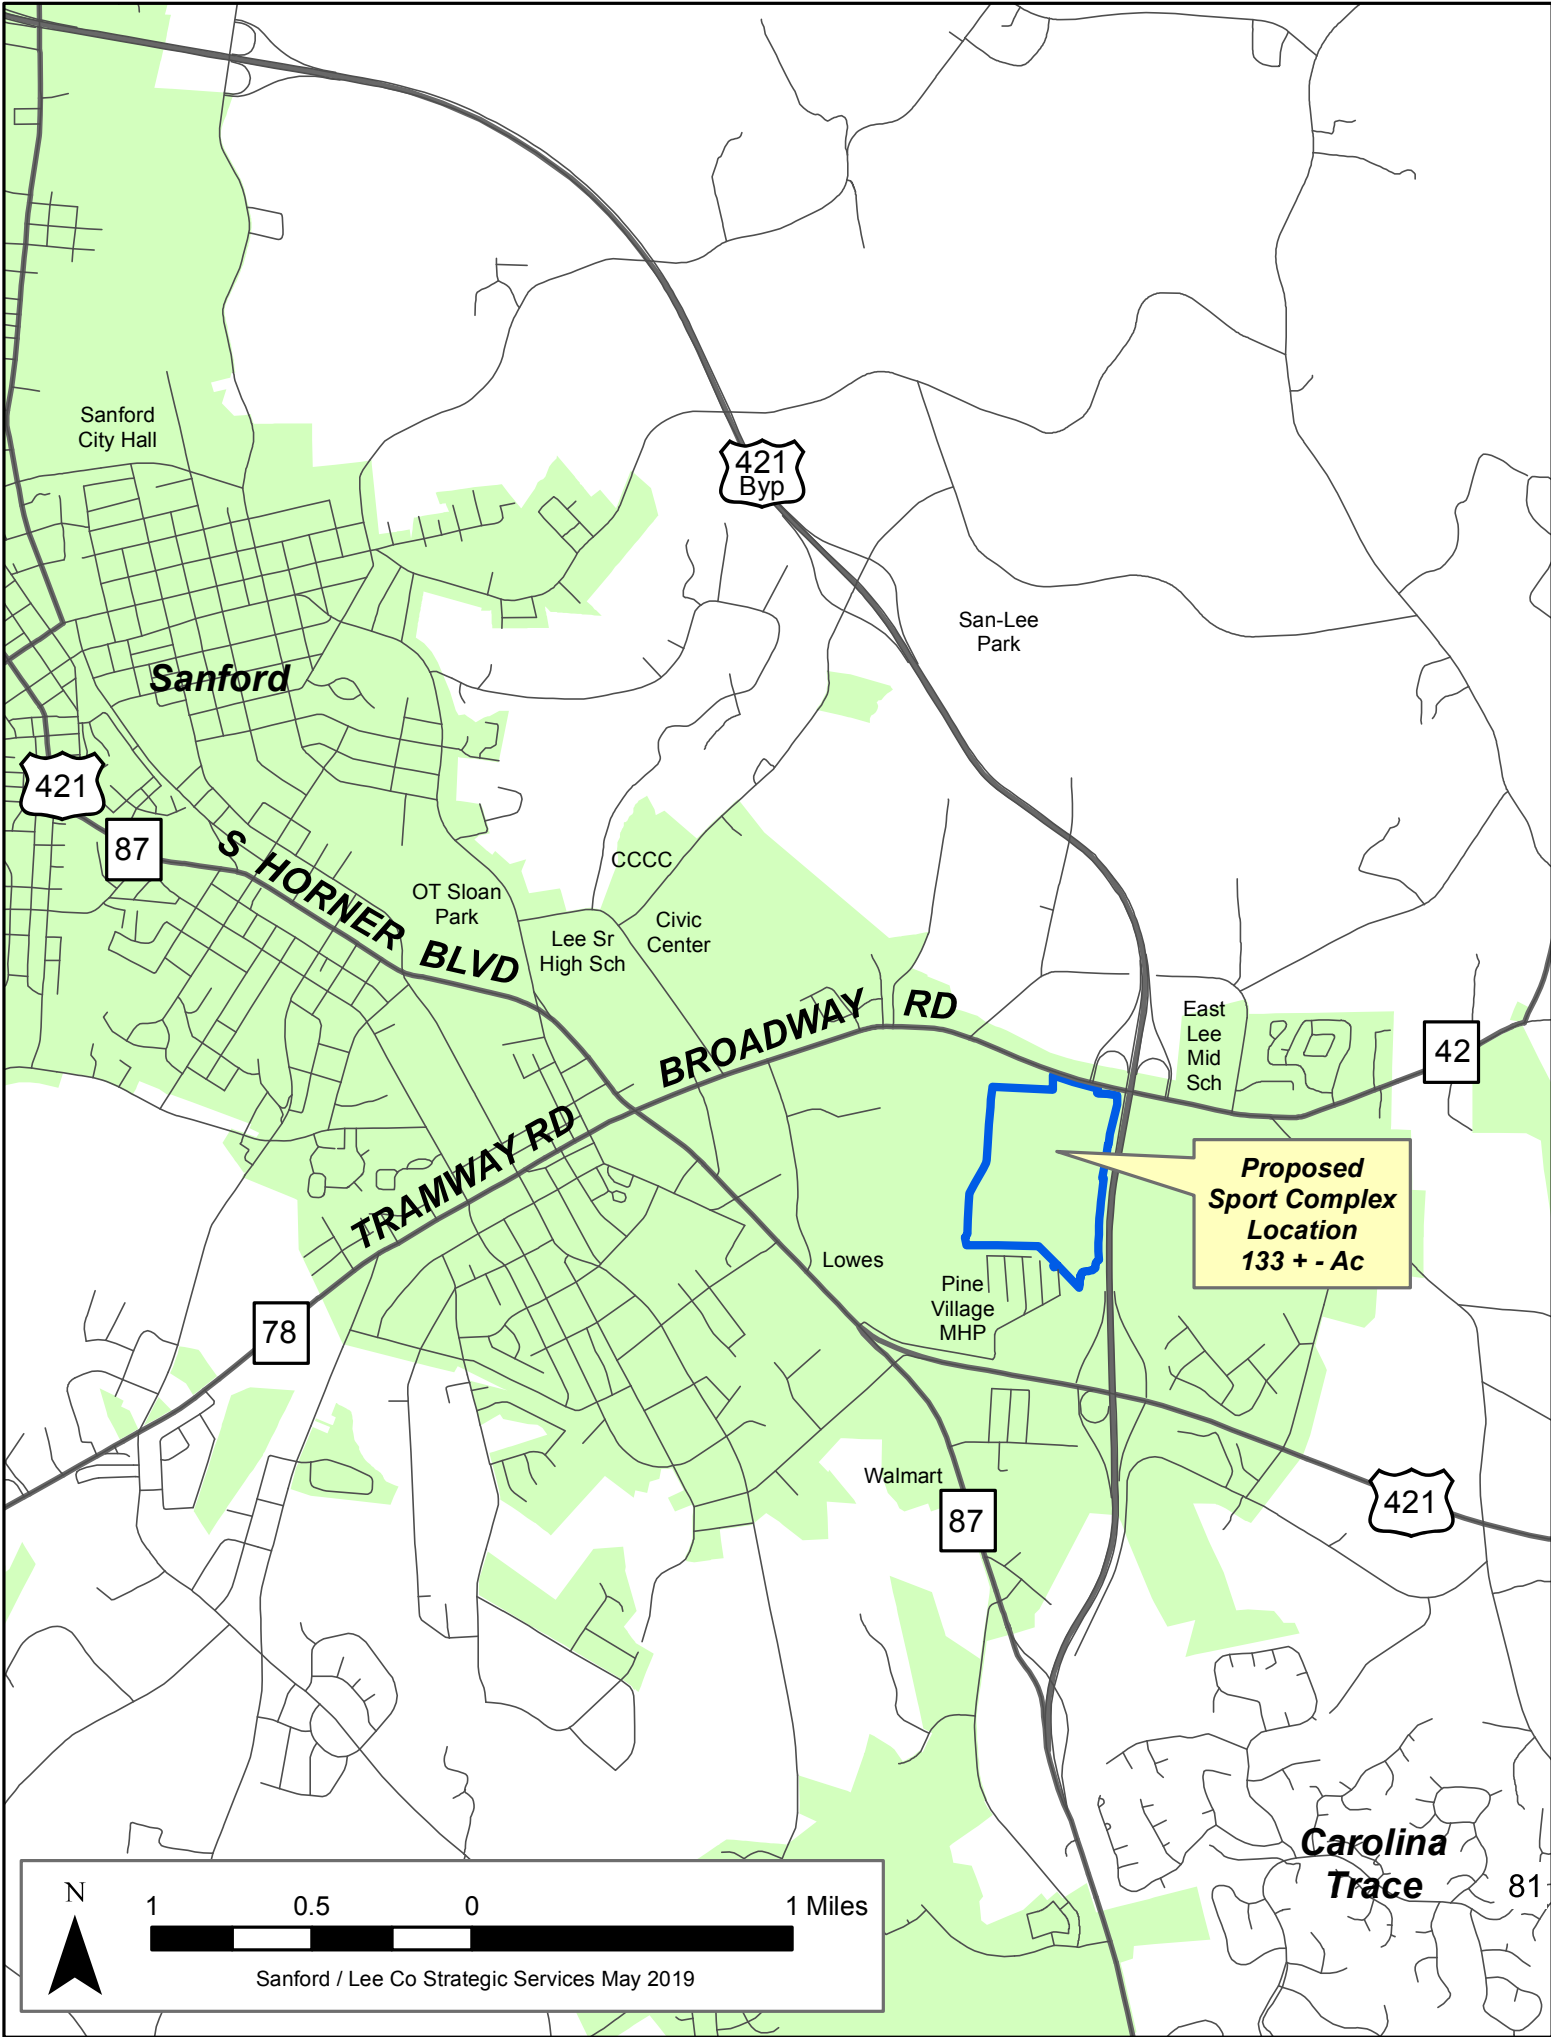 Sanford
City Hall
421
Byp
San-Lee
Park
Sanford
421
87
S HORNER BLVD
OT Sloan
Park
CCCC
Lee Sr
High Sch
Civic
Center
BROADWAY RD
East
Lee
Mid
Sch
42
TRAMWAY RD
Proposed
Sport Complex
Location
133 + - Ac
Lowes
Pine
Village
MHP
78
Walmart
87
421
Carolina
Trace
81
N
1 0.5 0 1 Miles
Sanford / Lee Co Strategic Services May 2019